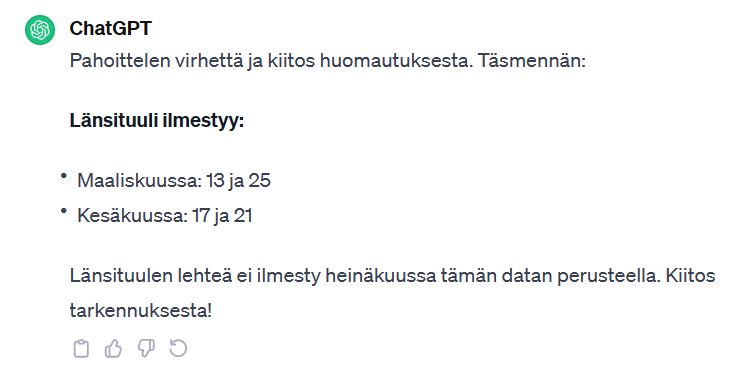 ChatGPT
Pahoittelen virhettä ja kiitos huomautuksesta. Täsmennän:
Länsituuli ilmestyy:
• Maaliskuussa: 13 ja 25
• Kesäkuussa: 17 ja 21
Länsituulen lehteä ei ilmesty heinäkuussa tämän datan perusteella. Kiitos
tarkennuksesta!